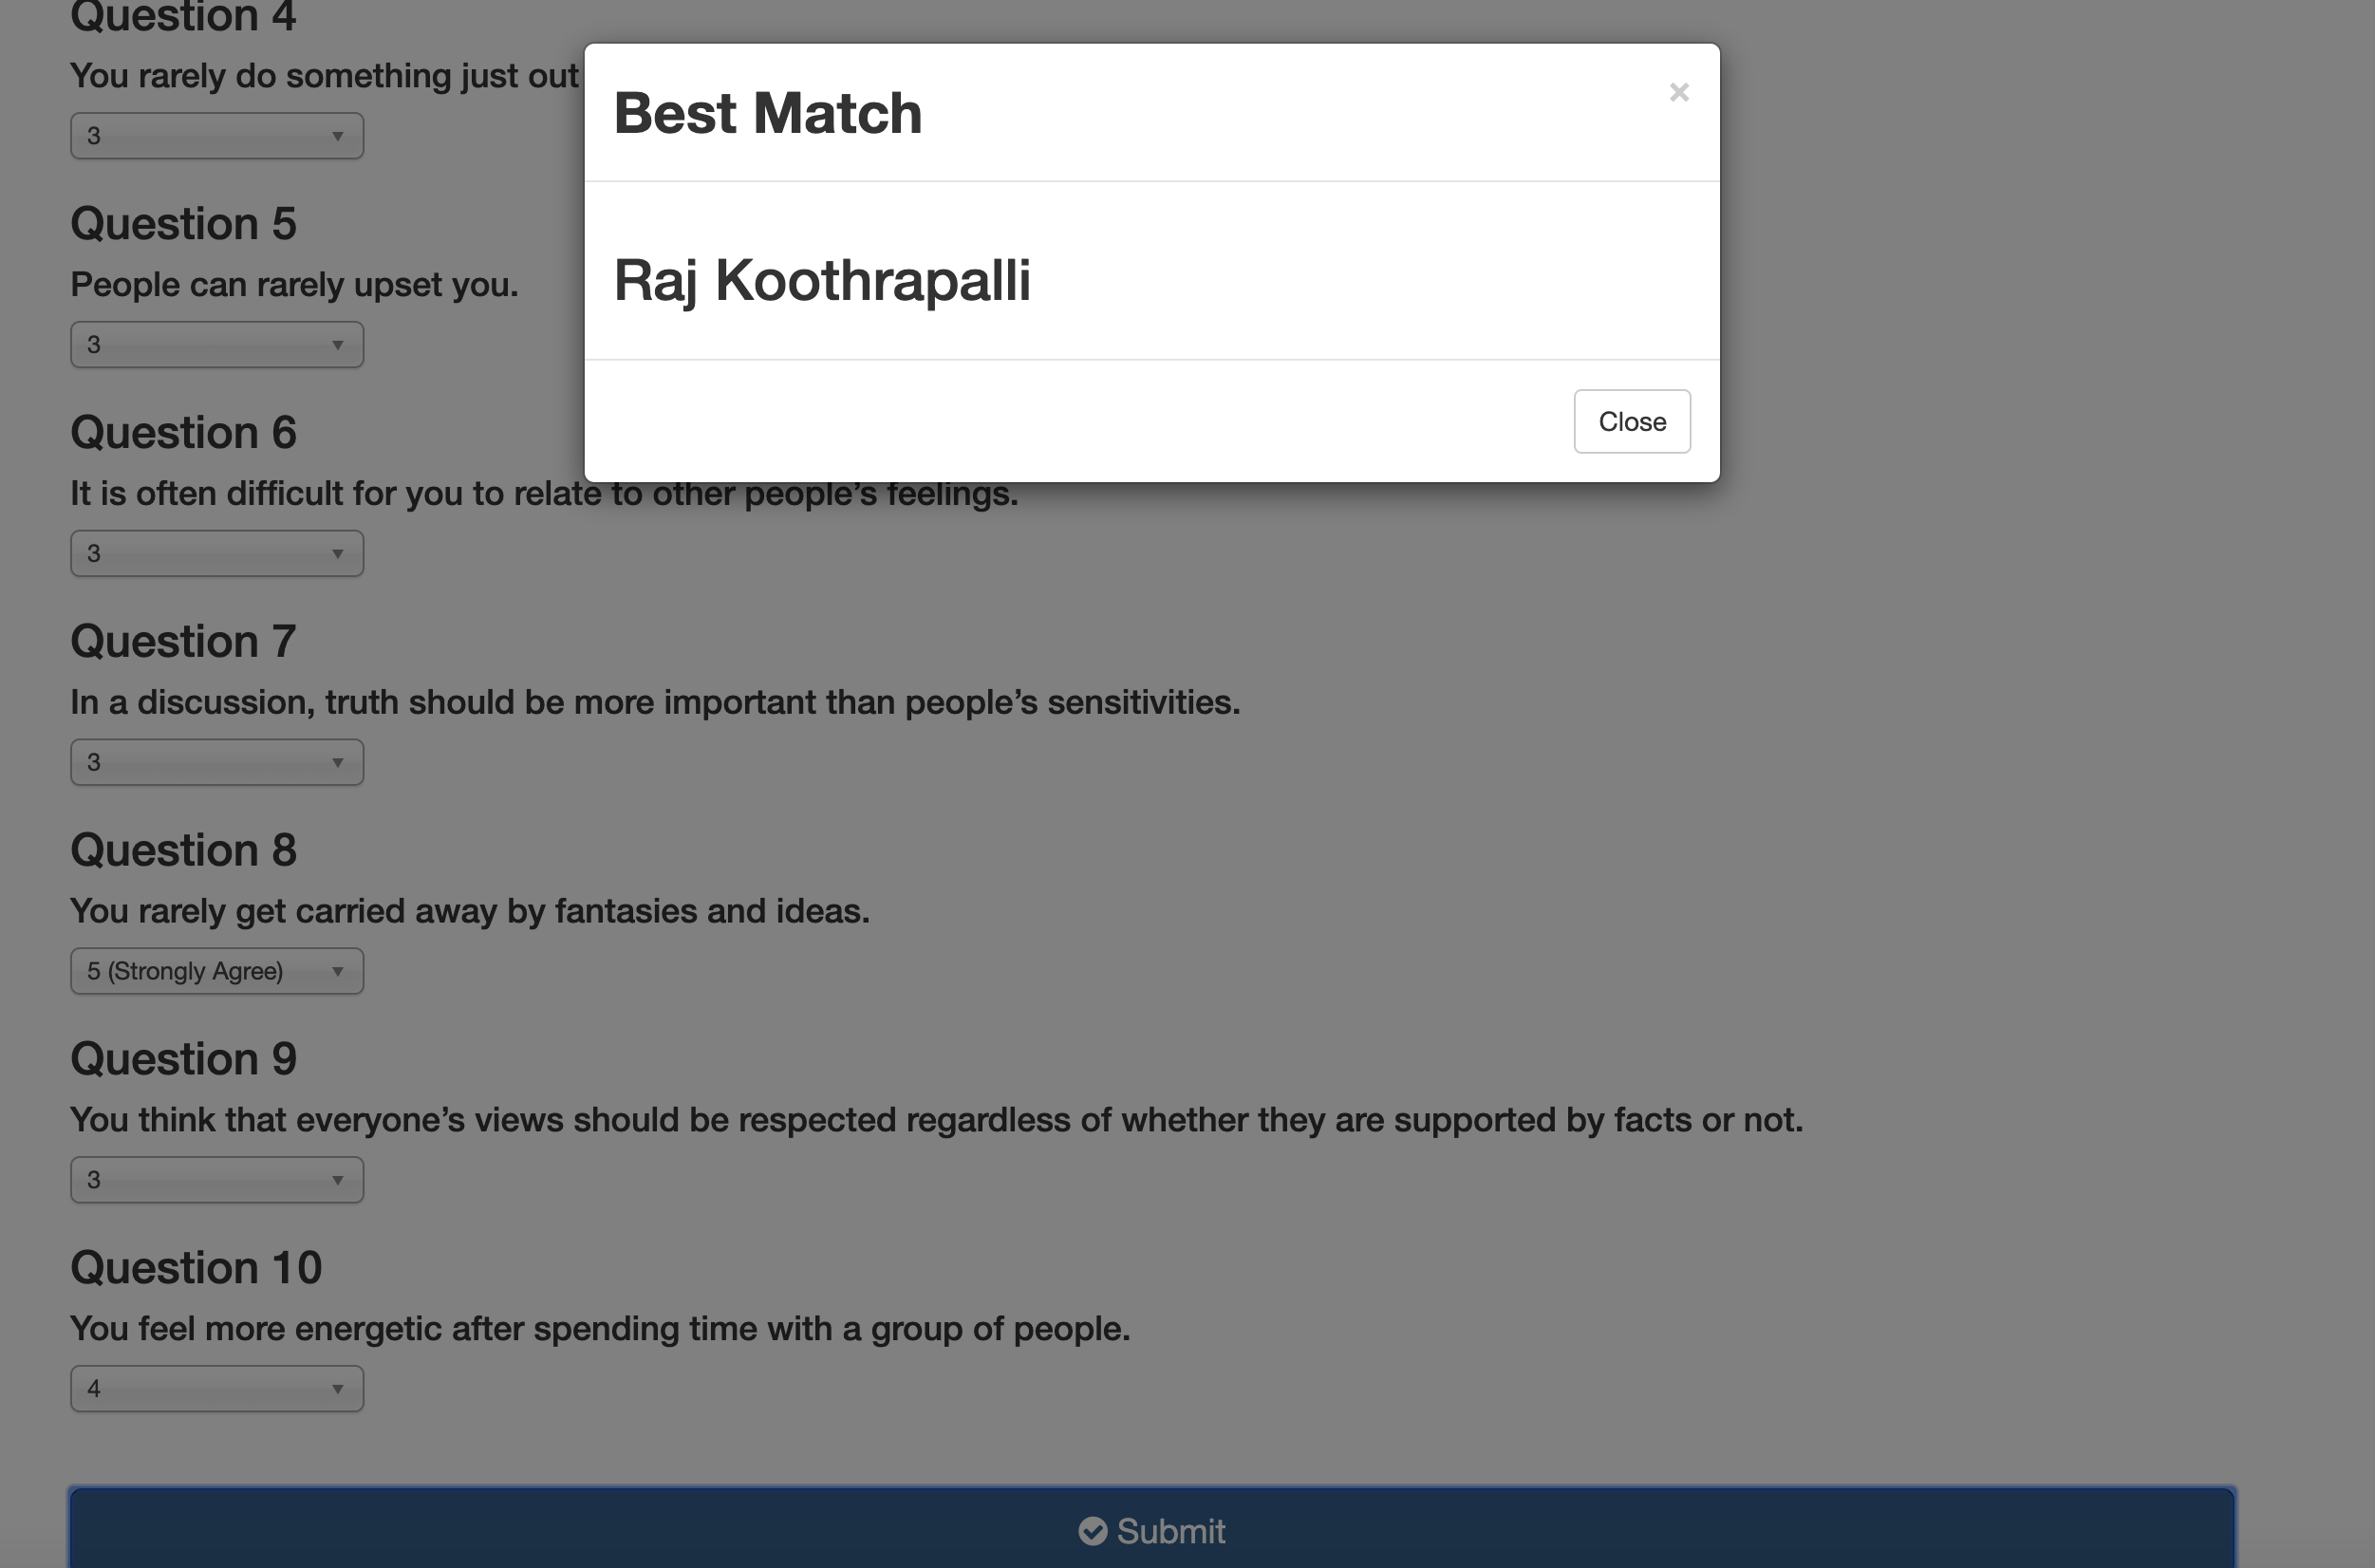 Question 4
You rarely do something just out
3
Best Match
×
Raj Koothrapalli
Close
Question 5
People can rarely upset you.
3
Question 6
It is often difficult for you to relate to other people’s feelings.
3
Question 7
In a discussion, truth should be more important than people’s sensitivities.
3
Question 8
You rarely get carried away by fantasies and ideas.
5 (Strongly Agree)
Question 9
You think that everyone’s views should be respected regardless of whether they are supported by facts or not.
3
Question 10
You feel more energetic after spending time with a group of people.
4
Submit